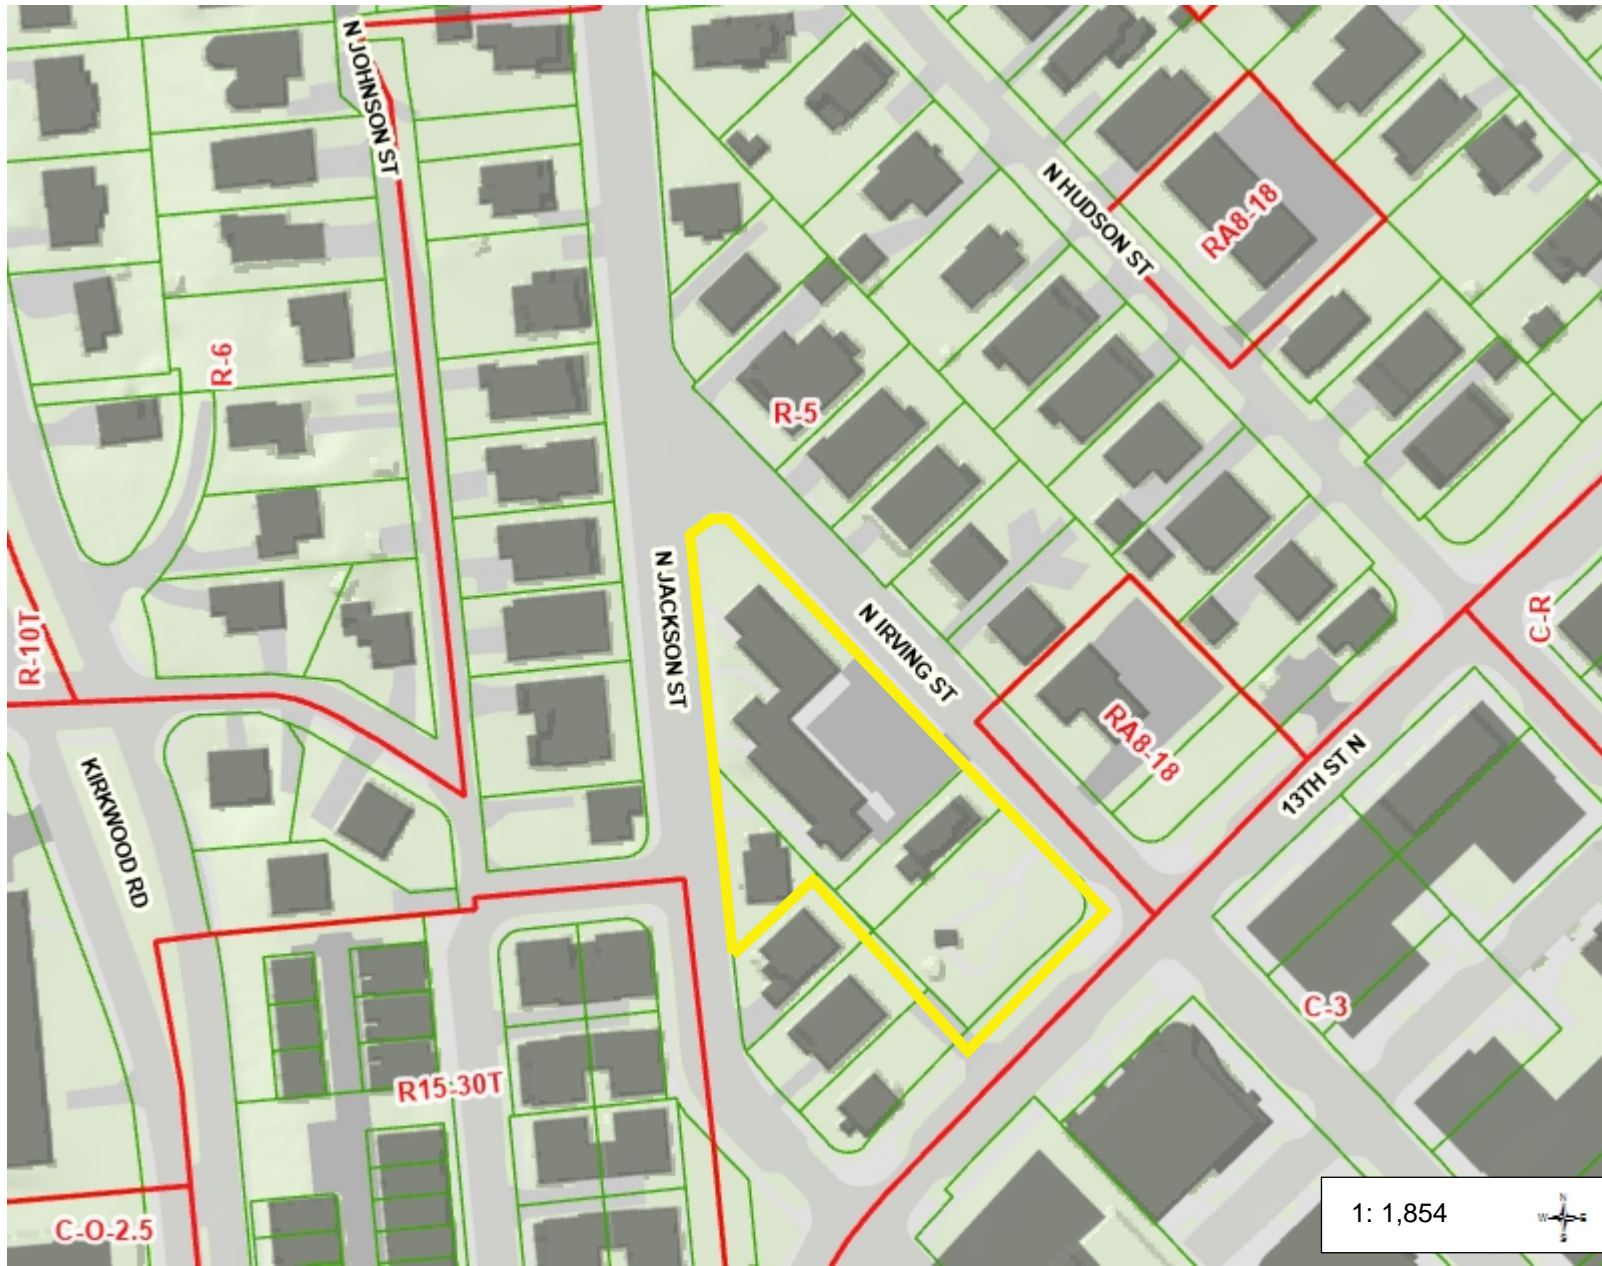 N JOHNSON ST
N HUDSON ST
RA8-18
R-6
R-5
N JACKSON ST
N IRVING ST
R-10T
C-R
RA8-18
13TH ST N
KIRKWOOD RD
C-3
R15-30T
C-O-2.5
1: 1,854
N
W E
S